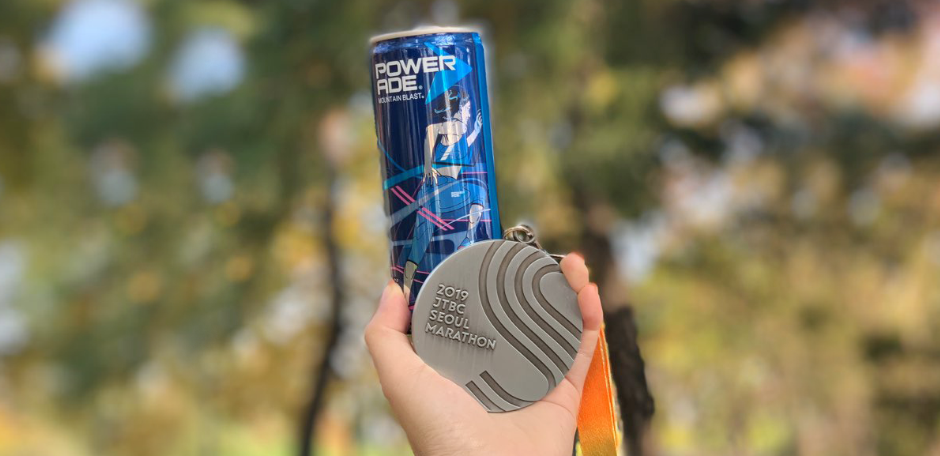 POWER
ADE
MOUNTAIN BLAST
2019
JTBC
SEOUL
MARATHON